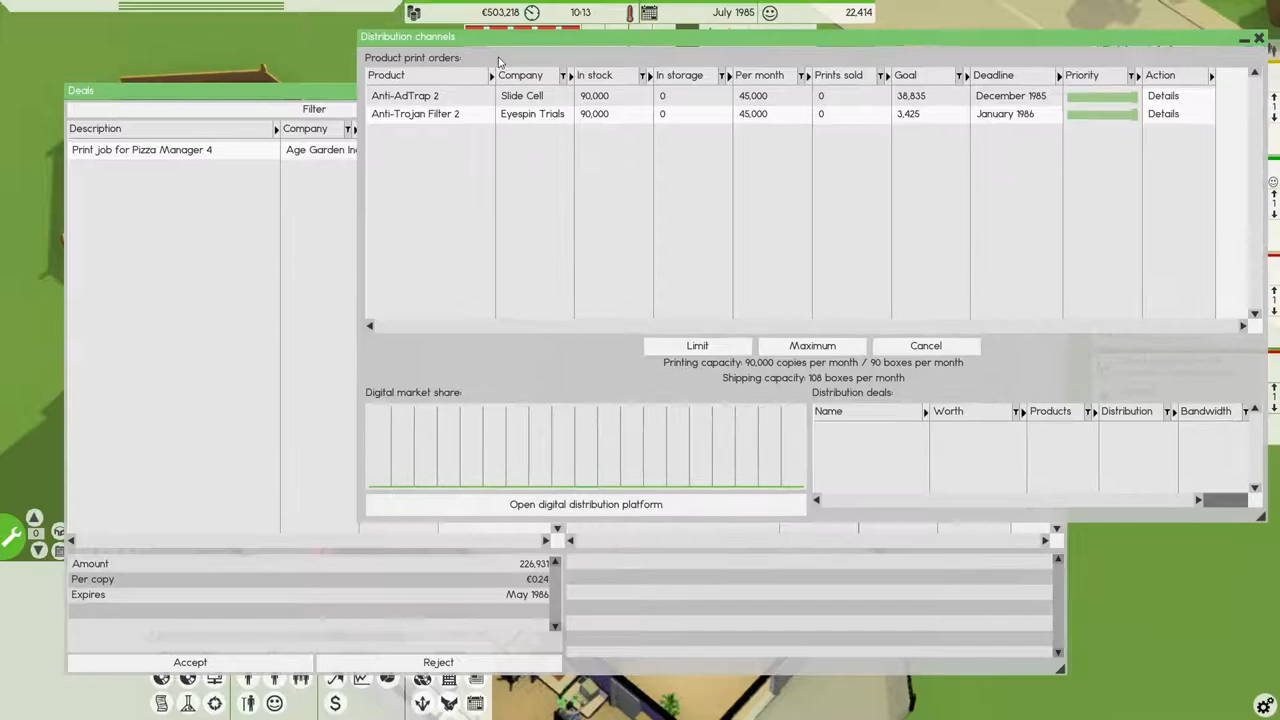 €503,218 10:13 July 1985 22,414
Distribution channels
Product print orders:
Product Company In stock In storage Per month Prints sold Goal Deadline Priority Action
Anti-AdTrap 2 Slide Cell 90,000 0 45,000 0 38,835 December 1985 Details
Anti-Trojan Filter 2 Eyespin Trials 90,000 0 45,000 0 3,425 January 1986 Details
Limit Maximum Cancel
Printing capacity: 90,000 copies per month / 90 boxes per month
Shipping capacity: 108 boxes per month
Digital market share:
Distribution deals:
Name Worth Products Distribution Bandwidth
Open digital distribution platform
Deals
Filter
Description Company
Print job for Pizza Manager 4 Age Garden In
Amount 226,931
Per copy €0.24
Expires May 1986
Accept Reject
0
1
1
1
1